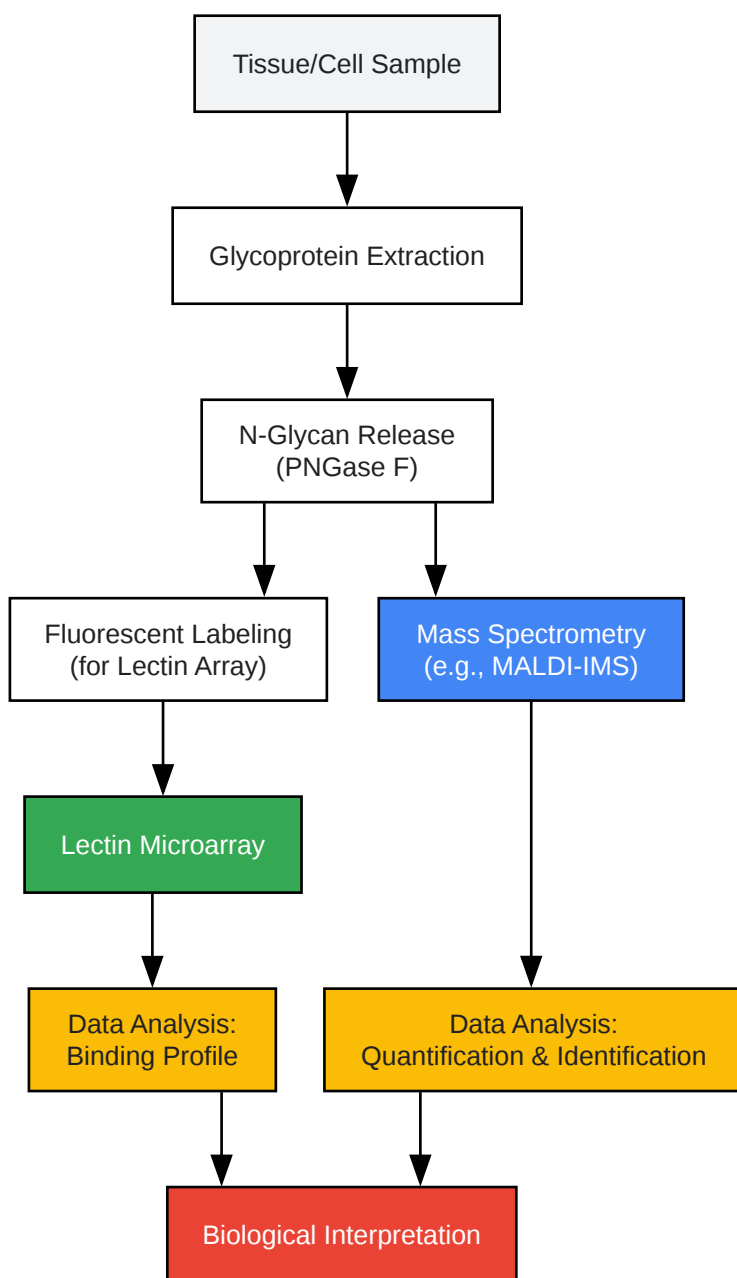 Tissue/Cell Sample
Glycoprotein Extraction
N-Glycan Release
(PNGase F)
Fluorescent Labeling
(for Lectin Array)
Mass Spectrometry
(e.g., MALDI-IMS)
Lectin Microarray
Data Analysis:
Binding Profile
Data Analysis:
Quantification & Identification
Biological Interpretation